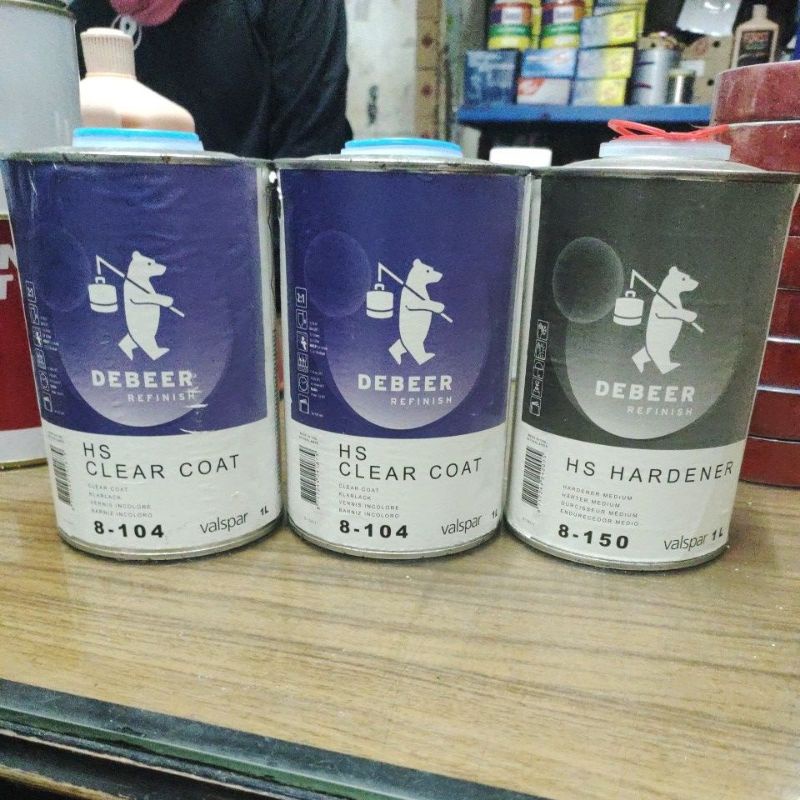 DEBEER
REFINISH
HS
CLEAR COAT
CLEAR COAT
KLARLACK
VERNIS INCOLORE
BARNIZ INCOLORO
8-104
valspar
1L
DEBEER
REFINISH
HS
CLEAR COAT
CLEAR COAT
KLARLACK
VERNIS INCOLORE
BARNIZ INCOLORO
8-104
valspar
1L
DEBEER
REFINISH
HS HARDENER
HARDENER MEDIUM
HÄRTER MEDIUM
DURCISSEUR MEDIUM
ENDURECEDOR MEDIO
8-150
valspar
1L